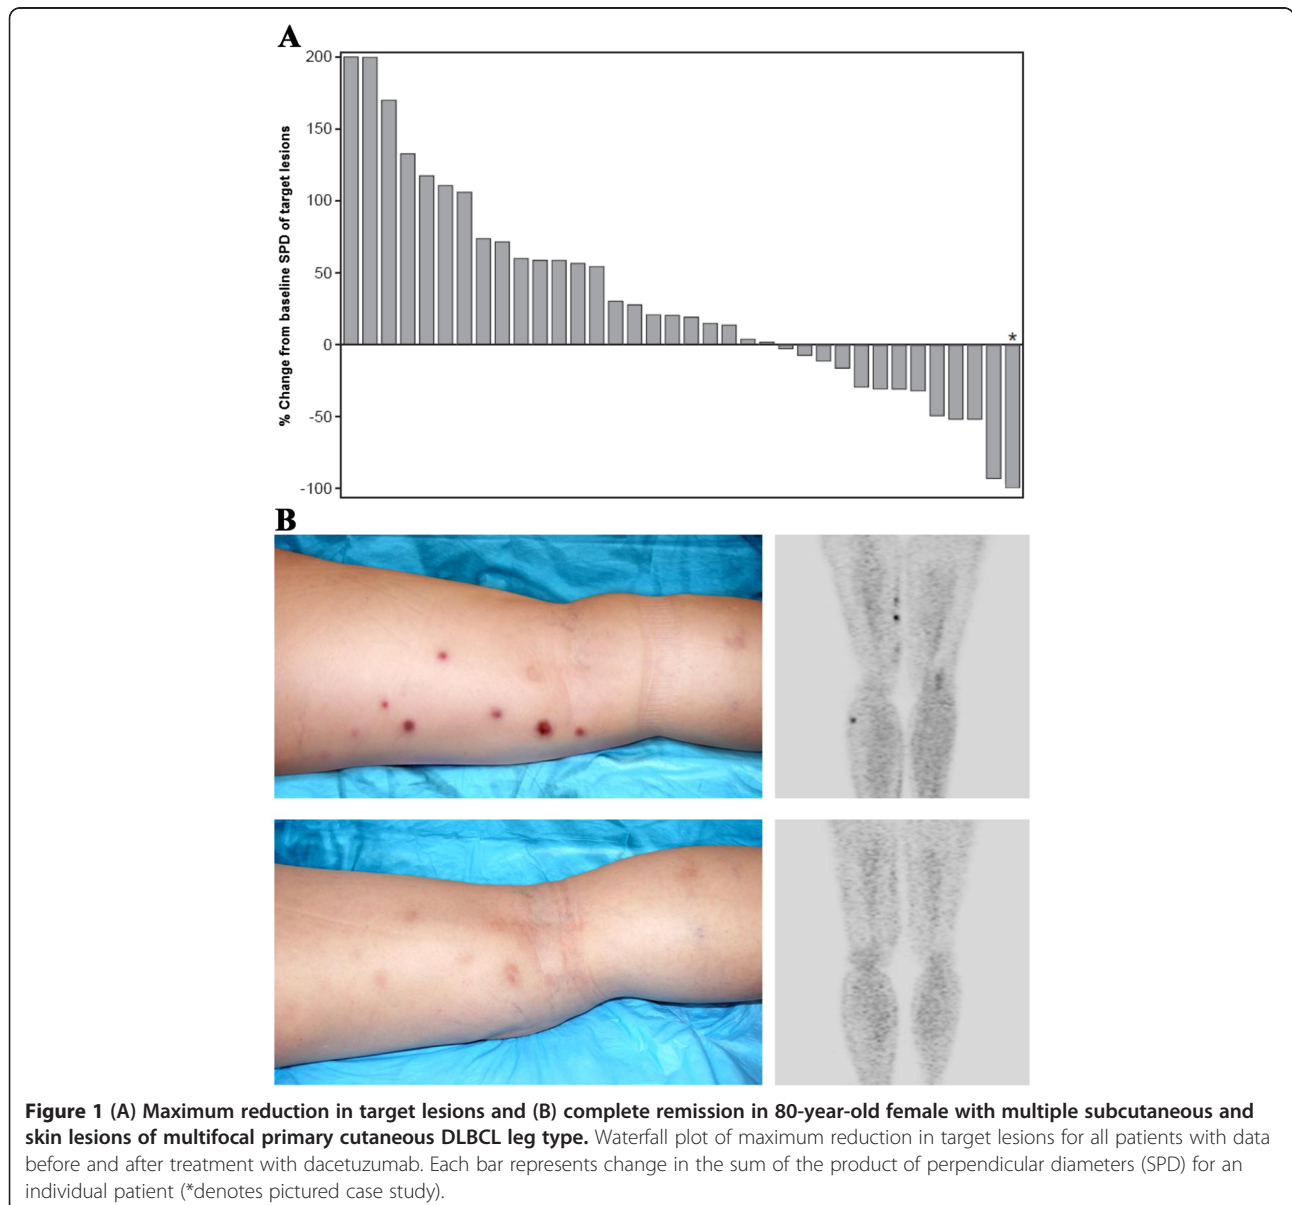 A
200
150
100
50
0
-50
-100
% Change from baseline SPD of target lesions
*
B
Figure 1 (A) Maximum reduction in target lesions and (B) complete remission in 80-year-old female with multiple subcutaneous and
skin lesions of multifocal primary cutaneous DLBCL leg type. Waterfall plot of maximum reduction in target lesions for all patients with data
before and after treatment with dacetuzumab. Each bar represents change in the sum of the product of perpendicular diameters (SPD) for an
individual patient (*denotes pictured case study).